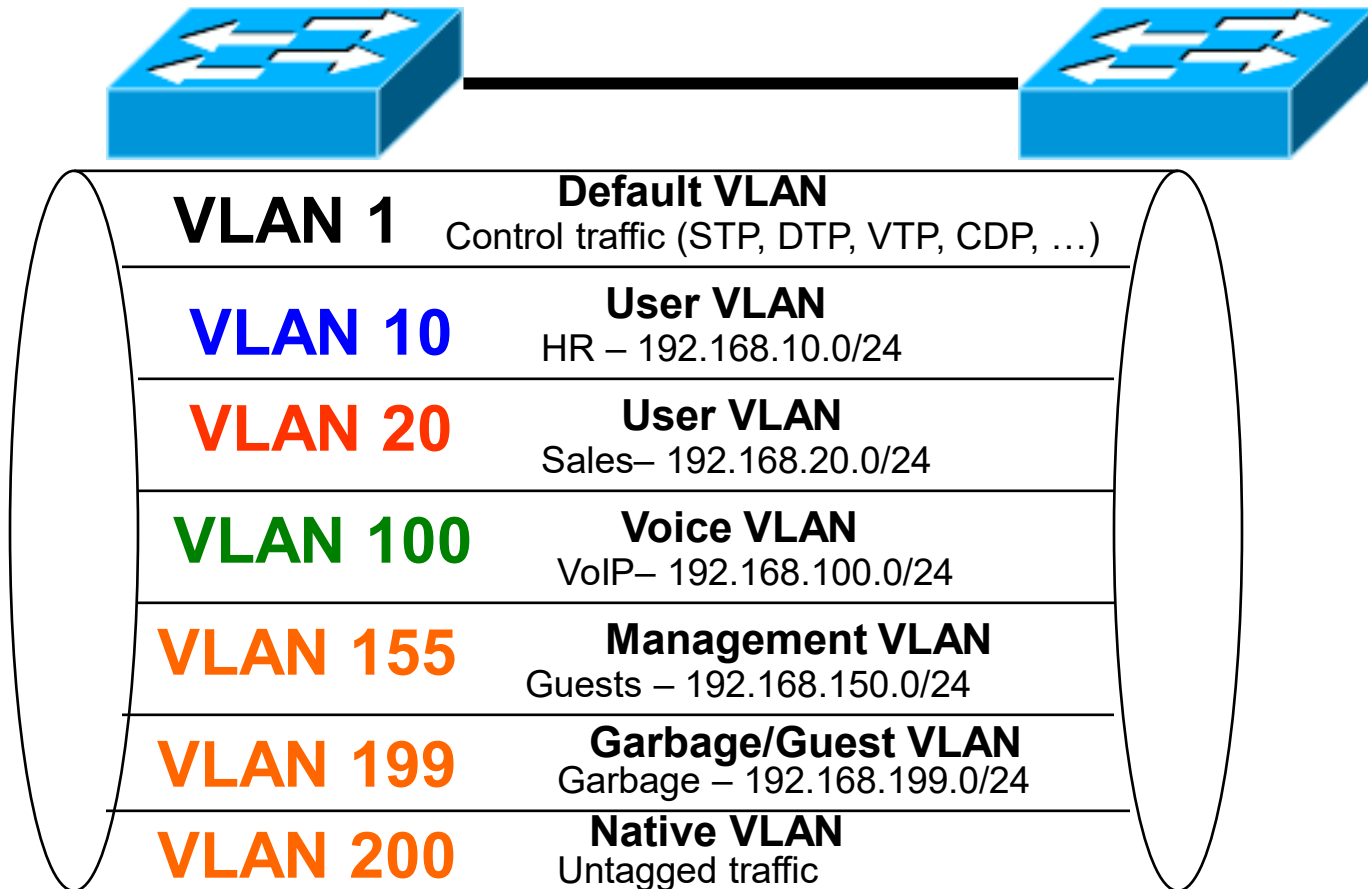 VLAN 1
Default VLAN
Control traffic (STP, DTP, VTP, CDP, …)
VLAN 10
User VLAN
HR – 192.168.10.0/24
VLAN 20
User VLAN
Sales– 192.168.20.0/24
VLAN 100
Voice VLAN
VoIP– 192.168.100.0/24
VLAN 155
Management VLAN
Guests – 192.168.150.0/24
VLAN 199
Garbage/Guest VLAN
Garbage – 192.168.199.0/24
VLAN 200
Native VLAN
Untagged traffic